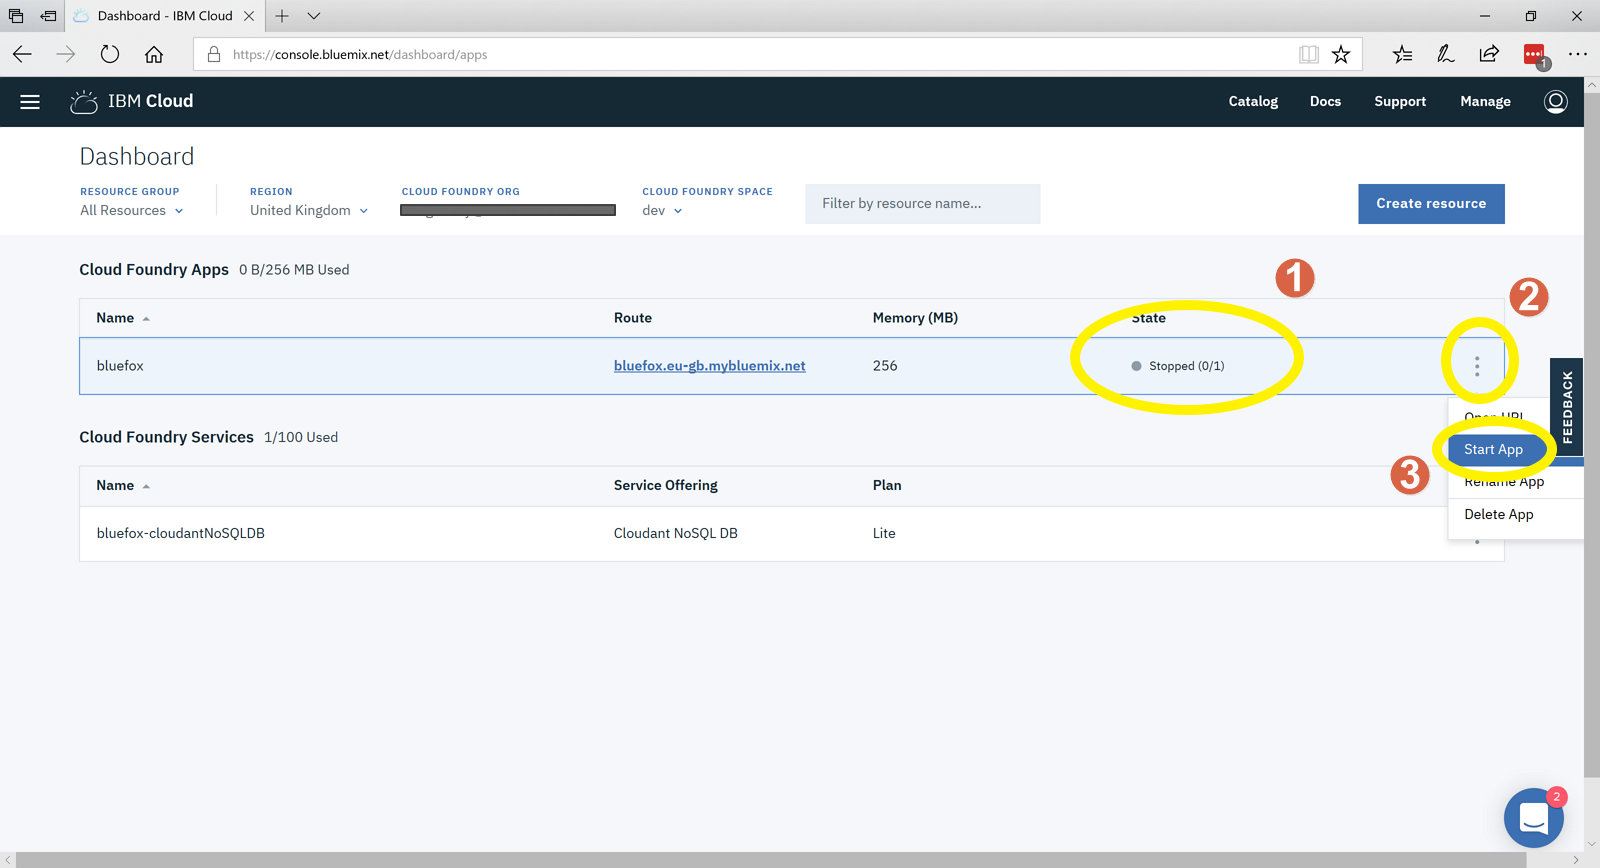 Dashboard - IBM Cloud
https://console.bluemix.net/dashboard/apps
1
IBM Cloud
Catalog Docs Support Manage
Dashboard
RESOURCE GROUP REGION CLOUD FOUNDRY ORG CLOUD FOUNDRY SPACE
All Resources United Kingdom dev
Filter by resource name...
Create resource
Cloud Foundry Apps 0 B/256 MB Used
1
2
Name Route Memory (MB) State
bluefox bluefox.eu-gb.mybluemix.net 256 Stopped (0/1)
FEEDBACK
Open URL
Start App
3
Rename App
Delete App
Cloud Foundry Services 1/100 Used
Name Service Offering Plan
bluefox-cloudantNoSQLDB Cloudant NoSQL DB Lite
2